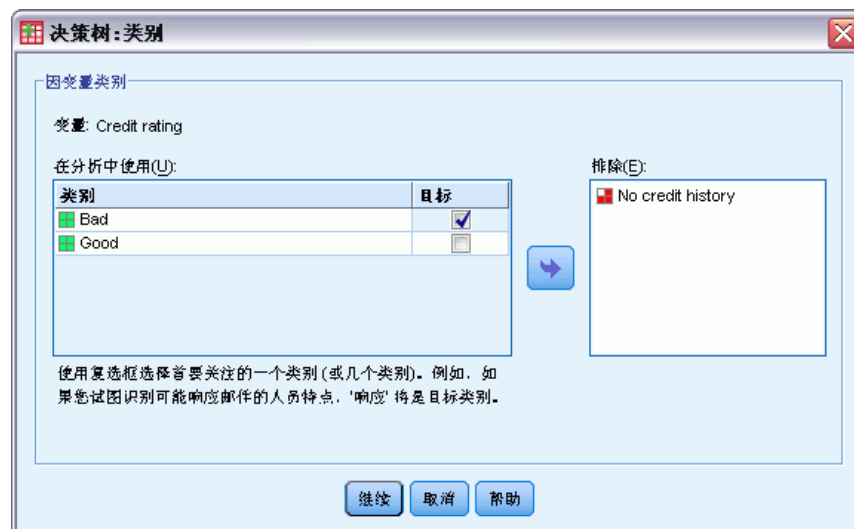 决策树:类别
因变量类别
变量: Credit rating
在分析中使用(U):
排除(E):
类别 目标
Bad
Good
No credit history
使用复选框选择首要关注的一个类别(或几个类别)。例如，如
果您试图识别可能响应邮件的人员特点，'响应' 将是目标类别。
继续 取消 帮助